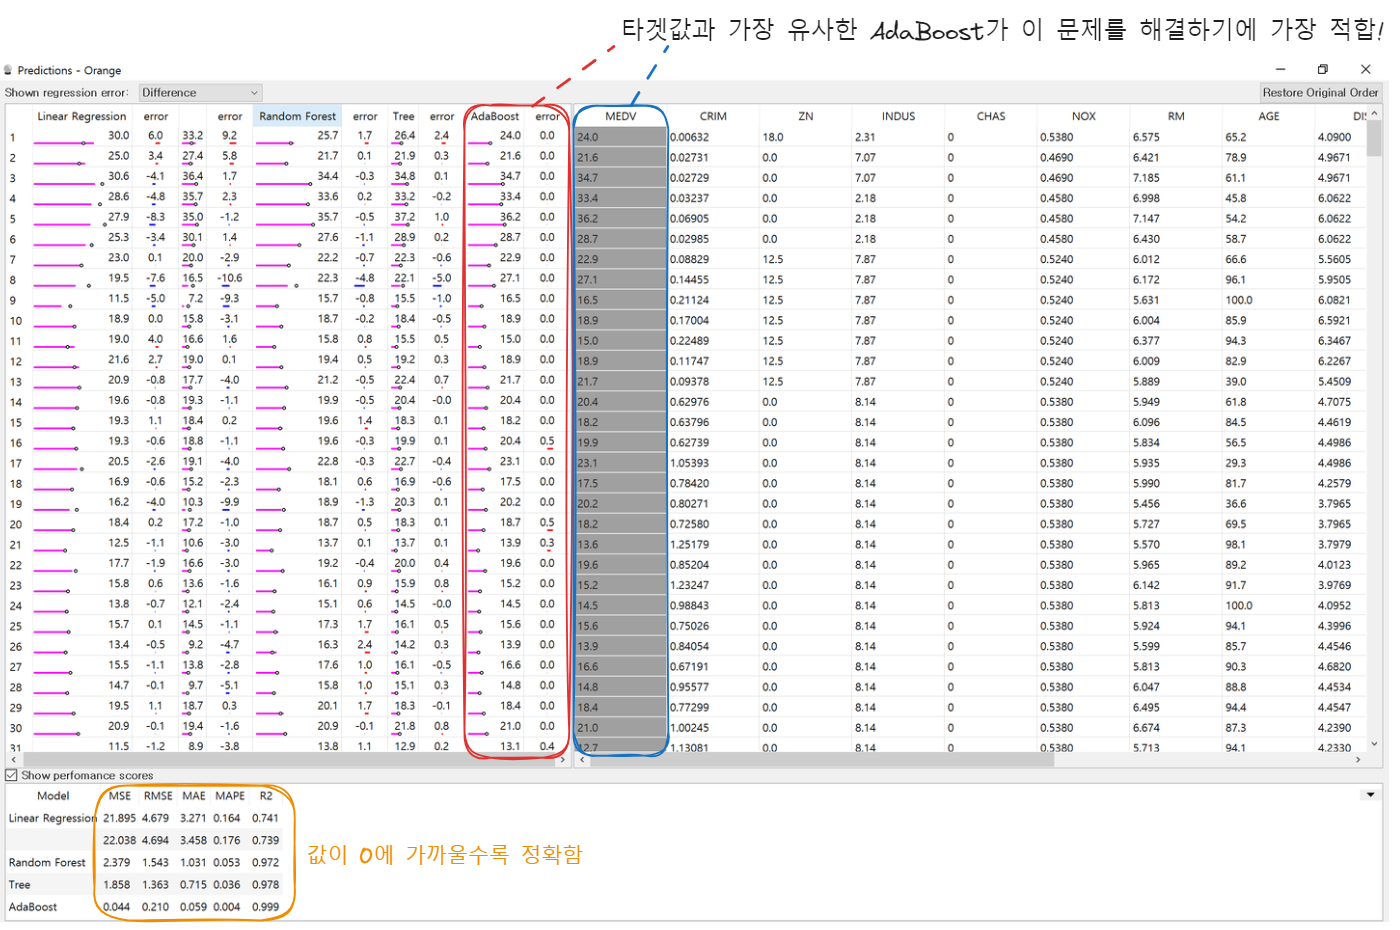 타겟값과 가장 유사한 AdaBoost가 이 문제를 해결하기에 가장 적합!
Predictions - Orange
Shown regression error: Difference Restore Original Order
Linear Regression error error Random Forest error Tree error AdaBoost error MEDV CRIM ZN INDUS CHAS NOX RM AGE DI
1 30.0 6.0 33.2 9.2 25.7 1.7 26.4 2.4 24.0 0.0 24.0 0.00632 18.0 2.31 0 0.5380 6.575 65.2 4.0900
2 25.0 3.4 27.4 5.8 21.7 0.1 21.9 0.3 21.6 0.0 21.6 0.02731 0.0 7.07 0 0.4690 6.421 78.9 4.9671
3 30.6 -4.1 36.4 1.7 34.4 -0.3 34.8 0.1 34.7 0.0 34.7 0.02729 0.0 7.07 0 0.4690 7.185 61.1 4.9671
4 28.6 -4.8 35.7 2.3 33.6 0.2 33.2 -0.2 33.4 0.0 33.4 0.03237 0.0 2.18 0 0.4580 6.998 45.8 6.0622
5 27.9 -8.3 35.0 -1.2 35.7 -0.5 37.2 1.0 36.2 0.0 36.2 0.06905 0.0 2.18 0 0.4580 7.147 54.2 6.0622
6 25.3 -3.4 30.1 1.4 27.6 -1.1 28.9 0.2 28.7 0.0 28.7 0.02985 0.0 2.18 0 0.4580 6.430 58.7 6.0622
7 23.0 0.1 20.0 -2.9 22.2 -0.7 22.3 -0.6 22.9 0.0 22.9 0.08829 12.5 7.87 0 0.5240 6.012 66.6 5.5605
8 19.5 -7.6 16.5 -10.6 22.3 -4.8 22.1 -5.0 27.1 0.0 27.1 0.14455 12.5 7.87 0 0.5240 6.172 96.1 5.9505
9 11.5 -5.0 7.2 -9.3 15.7 -0.8 15.5 -1.0 16.5 0.0 16.5 0.21124 12.5 7.87 0 0.5240 5.631 100.0 6.0821
10 18.9 0.0 15.8 -3.1 18.7 -0.2 18.4 -0.5 18.9 0.0 18.9 0.17004 12.5 7.87 0 0.5240 6.004 85.9 6.5921
11 19.0 4.0 16.6 1.6 15.8 0.8 15.5 0.5 15.0 0.0 15.0 0.22489 12.5 7.87 0 0.5240 6.377 94.3 6.3467
12 21.6 2.7 19.0 0.1 19.4 0.5 19.2 0.3 18.9 0.0 18.9 0.11747 12.5 7.87 0 0.5240 6.009 82.9 6.2267
13 20.9 -0.8 17.7 -4.0 21.2 -0.5 22.4 0.7 21.7 0.0 21.7 0.09378 12.5 7.87 0 0.5240 5.889 39.0 5.4509
14 19.6 -0.8 19.3 -1.1 19.9 -0.5 20.4 -0.0 20.4 0.0 20.4 0.62976 0.0 8.14 0 0.5380 5.949 61.8 4.7075
15 19.3 1.1 18.4 0.2 19.6 1.4 18.3 0.1 18.2 0.0 18.2 0.63796 0.0 8.14 0 0.5380 6.096 84.5 4.4619
16 19.3 -0.6 18.8 -1.1 19.6 -0.3 19.9 0.1 20.4 0.5 19.9 0.62739 0.0 8.14 0 0.5380 5.834 56.5 4.4986
17 20.5 -2.6 19.1 -4.0 22.8 -0.3 22.7 -0.4 23.1 0.0 23.1 1.05393 0.0 8.14 0 0.5380 5.935 29.3 4.4986
18 16.9 -0.6 15.2 -2.3 18.1 0.6 16.9 -0.6 17.5 0.0 17.5 0.78420 0.0 8.14 0 0.5380 5.990 81.7 4.2579
19 16.2 -4.0 10.3 -9.9 18.9 -1.3 20.3 0.1 20.2 0.0 20.2 0.80271 0.0 8.14 0 0.5380 5.456 36.6 3.7965
20 18.4 0.2 17.2 -1.0 18.7 0.5 18.3 0.1 18.7 0.5 18.2 0.72580 0.0 8.14 0 0.5380 5.727 69.5 3.7965
21 12.5 -1.1 10.6 -3.0 13.7 0.1 13.7 0.1 13.9 0.3 13.6 1.25179 0.0 8.14 0 0.5380 5.570 98.1 3.7979
22 17.7 -1.9 16.6 -3.0 19.2 -0.4 20.0 0.4 19.6 0.0 19.6 0.85204 0.0 8.14 0 0.5380 5.965 89.2 4.0123
23 15.8 0.6 13.6 -1.6 16.1 0.9 15.9 0.8 15.2 0.0 15.2 1.23247 0.0 8.14 0 0.5380 6.142 91.7 3.9769
24 13.8 -0.7 12.1 -2.4 15.1 0.6 14.5 -0.0 14.5 0.0 14.5 0.98843 0.0 8.14 0 0.5380 5.813 100.0 4.0952
25 15.7 0.1 14.5 -1.1 17.3 1.7 16.1 0.5 15.6 0.0 15.6 0.75026 0.0 8.14 0 0.5380 5.924 94.1 4.3996
26 13.4 -0.5 9.2 -4.7 16.3 2.4 14.2 0.3 13.9 0.0 13.9 0.84054 0.0 8.14 0 0.5380 5.599 85.7 4.4546
27 15.5 -1.1 13.8 -2.8 17.6 1.0 16.1 -0.5 16.6 0.0 16.6 0.67191 0.0 8.14 0 0.5380 5.813 90.3 4.6820
28 14.7 -0.1 9.7 -5.1 15.8 1.0 15.1 0.3 14.8 0.0 14.8 0.95577 0.0 8.14 0 0.5380 6.047 88.8 4.4534
29 19.5 1.1 18.7 0.3 20.1 1.7 18.3 -0.1 18.4 0.0 18.4 0.77299 0.0 8.14 0 0.5380 6.495 94.4 4.4547
30 20.9 -0.1 19.4 -1.6 20.9 -0.1 21.8 0.8 21.0 0.0 21.0 1.00245 0.0 8.14 0 0.5380 6.674 87.3 4.2390
31 11.5 -1.2 8.9 -3.8 13.8 1.1 12.9 0.2 13.1 0.4 12.7 1.13081 0.0 8.14 0 0.5380 5.713 94.1 4.2330
Show perfomance scores
Model MSE RMSE MAE MAPE R2
Linear Regression 21.895 4.679 3.271 0.164 0.741
22.038 4.694 3.458 0.176 0.739
Random Forest 2.379 1.543 1.031 0.053 0.972
Tree 1.858 1.363 0.715 0.036 0.978
AdaBoost 0.044 0.210 0.059 0.004 0.999
값이 0에 가까울수록 정확함